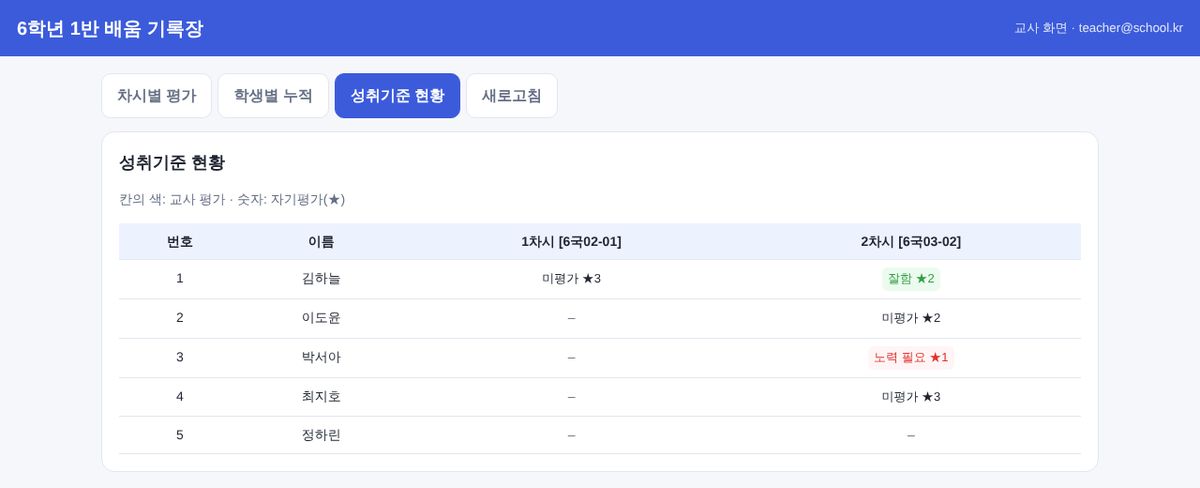 6학년 1반 배움 기록장
교사 화면 · teacher@school.kr
차시별 평가 학생별 누적 성취기준 현황 새로고침
성취기준 현황
칸의 색: 교사 평가 · 숫자: 자기평가(★)
번호 이름 1차시 [6국02-01] 2차시 [6국03-02]
1 김하늘 미평가 ★3 잘함 ★2
2 이도윤 – 미평가 ★2
3 박서아 – 노력 필요 ★1
4 최지호 – 미평가 ★3
5 정하린 – –